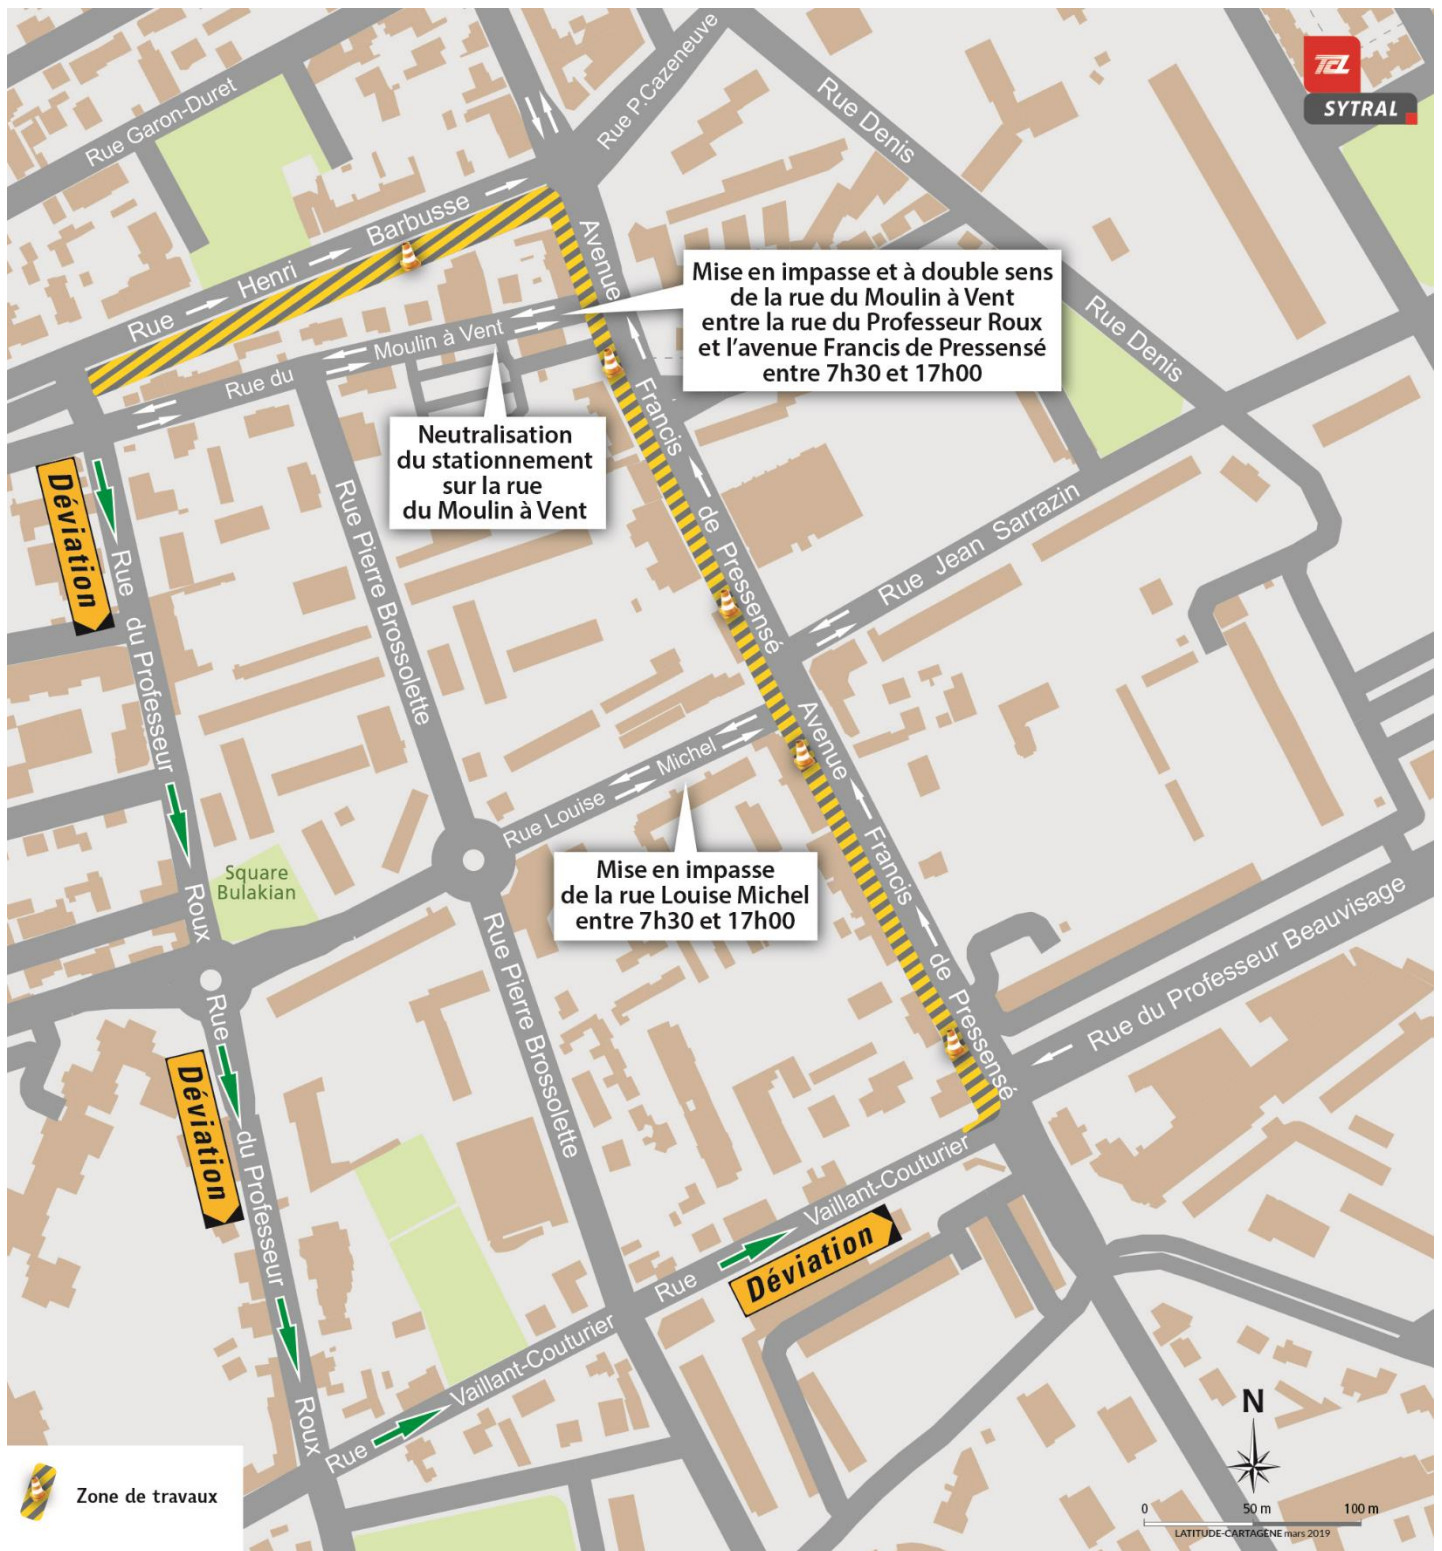 TCL
SYTRAL
Rue Garon-Duret
Rue P.Cazeneuve
Rue Denis
Rue Henri Barbusse
Avenue Francis de Pressensé
Mise en impasse et à double sens
de la rue du Moulin à Vent
entre la rue du Professeur Roux
et l'avenue Francis de Pressensé
entre 7h30 et 17h00
Rue Denis
Rue du Moulin à Vent
Neutralisation
du stationnement
sur la rue
du Moulin à Vent
Déviation
Rue du Professeur Roux
Rue Pierre Brossolette
Rue Jean Sarrazin
Avenue Francis de Pressensé
Rue Louise Michel
Mise en impasse
de la rue Louise Michel
entre 7h30 et 17h00
Square
Bulakian
Rue du Professeur Beauvisage
Rue Pierre Brossolette
Déviation
Rue du Professeur Roux
Rue Vaillant-Couturier
Déviation
Rue Vaillant-Couturier
Zone de travaux
N
0 50 m 100 m
LATITUDE-CARTAGÈNE mars 2019